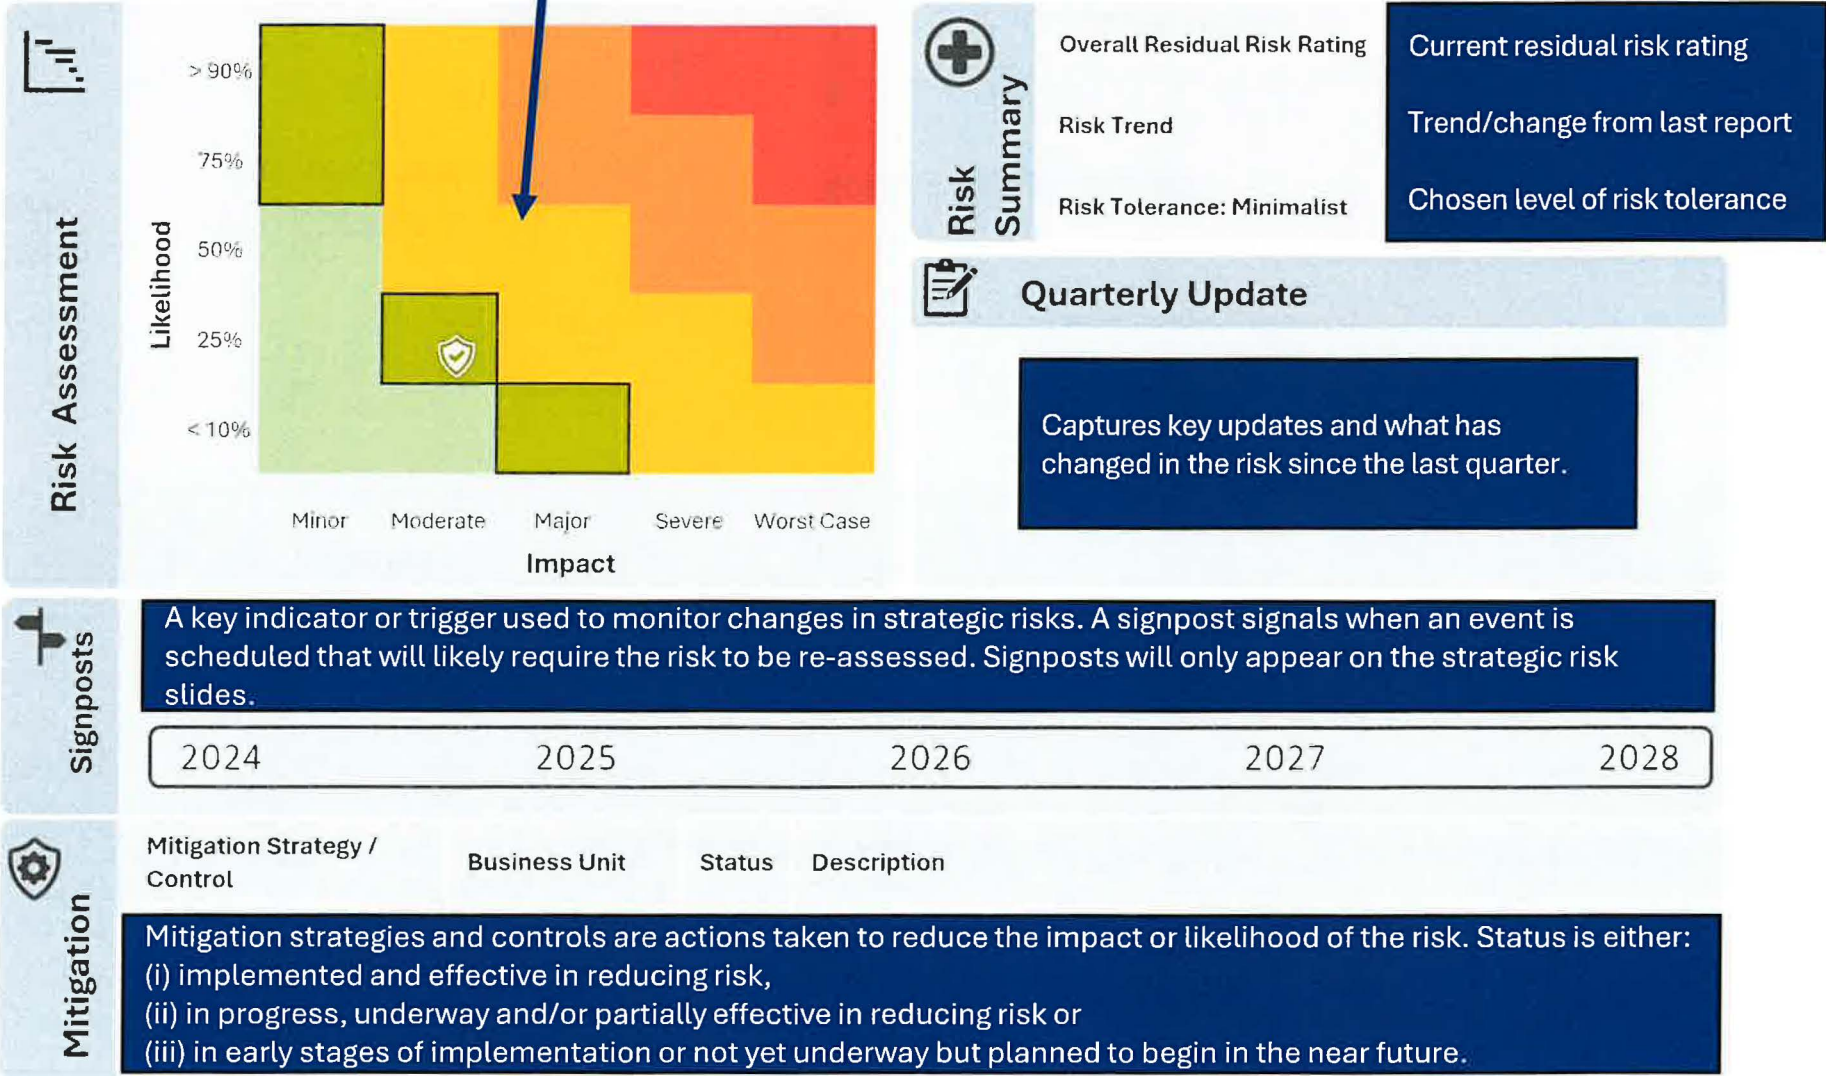 Risk Assessment
Likelihood
> 90%
75%
50%
25%
< 10%
Minor
Moderate
Major
Severe
Worst Case
Impact
Risk
Summary
Overall Residual Risk Rating
Current residual risk rating
Risk Trend
Trend/change from last report
Risk Tolerance: Minimalist
Chosen level of risk tolerance
Quarterly Update
Captures key updates and what has
changed in the risk since the last quarter.
Signposts
A key indicator or trigger used to monitor changes in strategic risks. A signpost signals when an event is
scheduled that will likely require the risk to be re-assessed. Signposts will only appear on the strategic risk
slides.
2024
2025
2026
2027
2028
Mitigation
Mitigation Strategy /
Control
Business Unit
Status
Description
Mitigation strategies and controls are actions taken to reduce the impact or likelihood of the risk. Status is either:
(i) implemented and effective in reducing risk,
(ii) in progress, underway and/or partially effective in reducing risk or
(iii) in early stages of implementation or not yet underway but planned to begin in the near future.